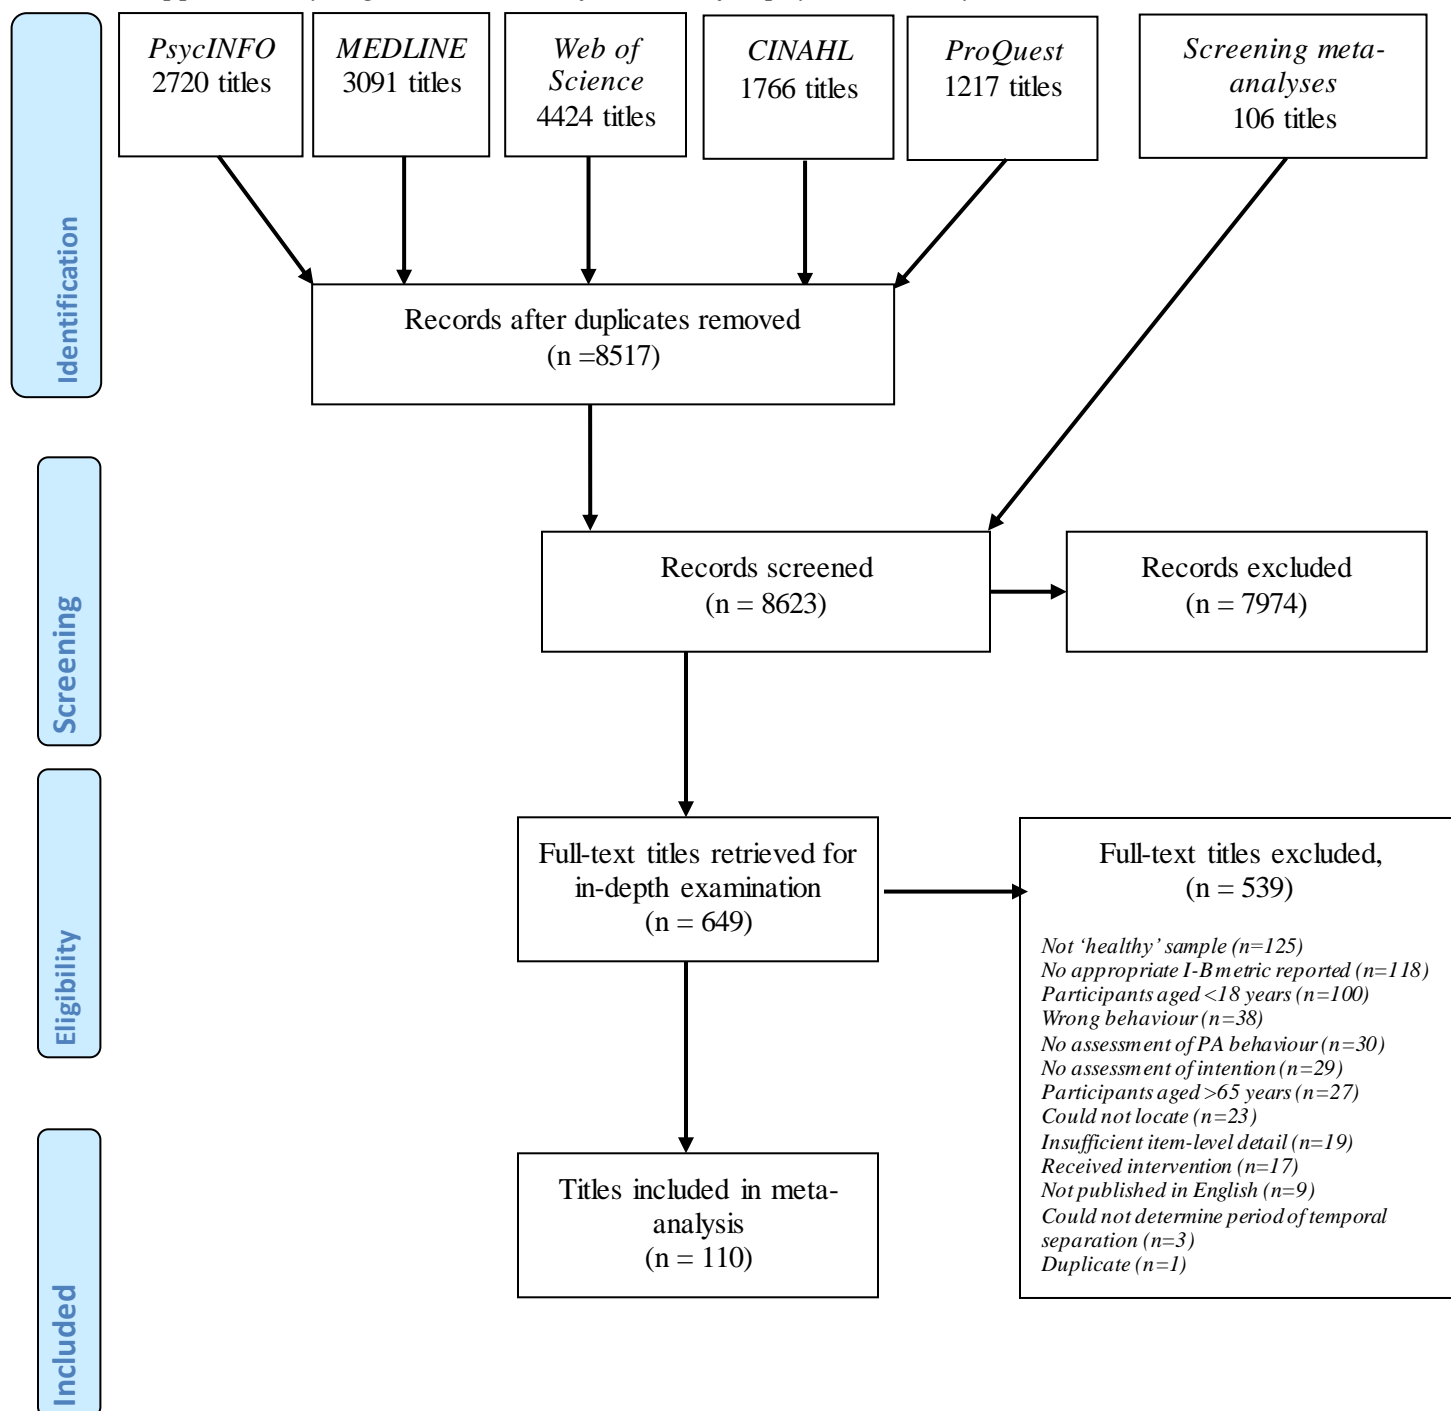 PsycINFO
2720 titles
MEDLINE
3091 titles
Web of
Science
4424 titles
CINAHL
1766 titles
ProQuest
1217 titles
Screening meta-
analyses
106 titles
Identification
Records after duplicates removed
(n =8517)
Screening
Records screened
(n = 8623)
Records excluded
(n = 7974)
Eligibility
Full-text titles retrieved for
in-depth examination
(n = 649)
Full-text titles excluded,
(n = 539)
Not ‘healthy’ sample (n=125)
No appropriate I-B metric reported (n=118)
Participants aged <18 years (n=100)
Wrong behaviour (n=38)
No assessment of PA behaviour (n=30)
No assessment of intention (n=29)
Participants aged >65 years (n=27)
Could not locate (n=23)
Insufficient item-level detail (n=19)
Received intervention (n=17)
Not published in English (n=9)
Could not determine period of temporal
separation (n=3)
Duplicate (n=1)
Included
Titles included in meta-
analysis
(n = 110)